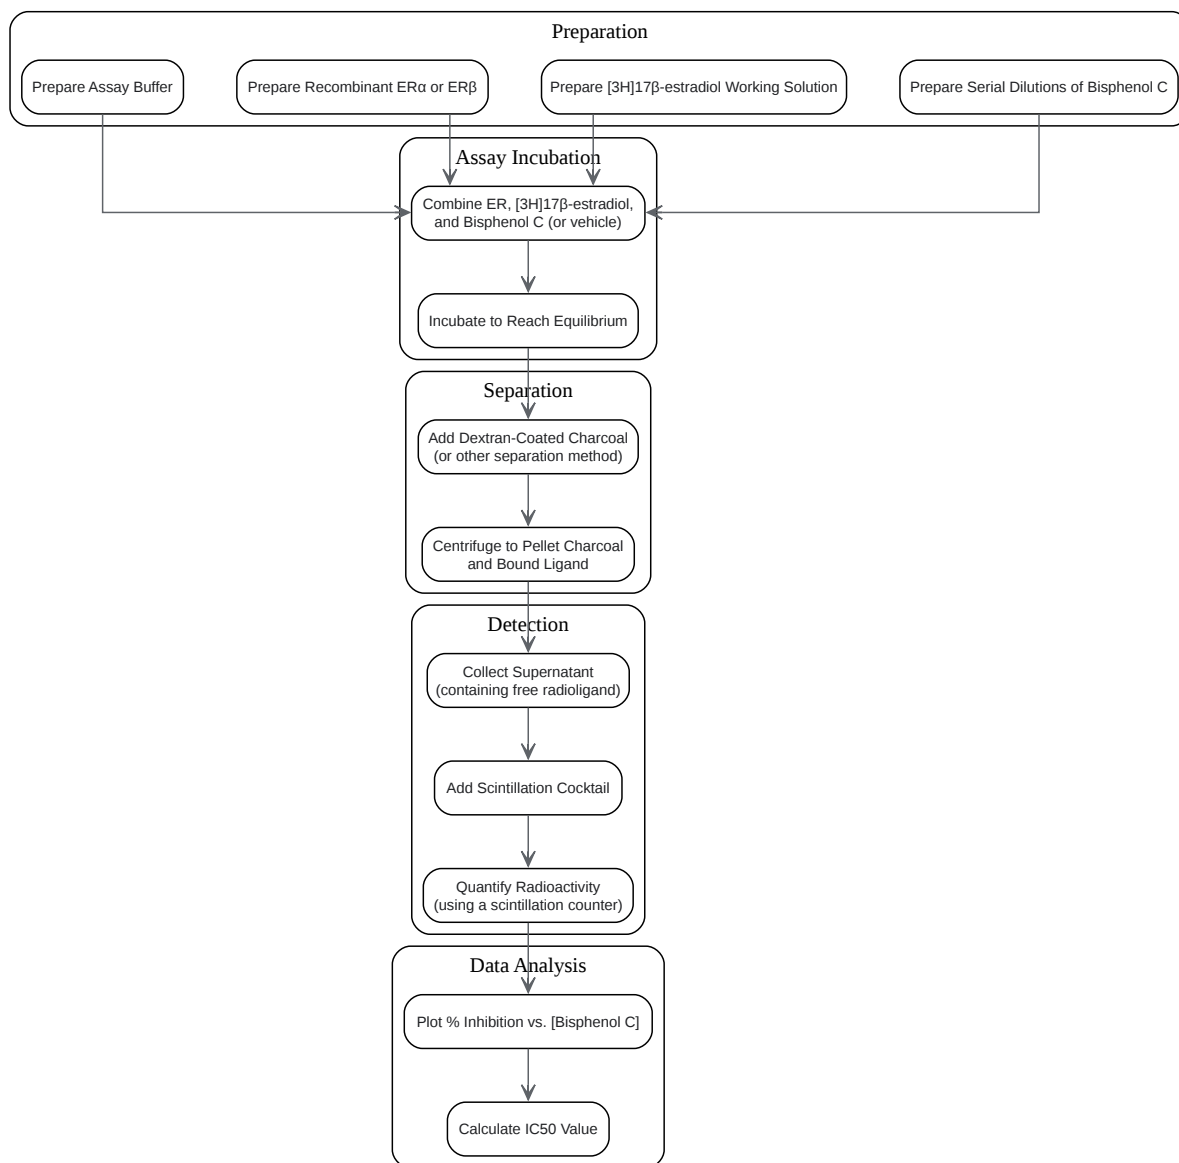 Preparation
Prepare Assay Buffer
Prepare Recombinant ERα or ERβ
Prepare [3H]17β-estradiol Working Solution
Prepare Serial Dilutions of Bisphenol C
Assay Incubation
Combine ER, [3H]17β-estradiol,
and Bisphenol C (or vehicle)
Incubate to Reach Equilibrium
Separation
Add Dextran-Coated Charcoal
(or other separation method)
Centrifuge to Pellet Charcoal
and Bound Ligand
Detection
Collect Supernatant
(containing free radioligand)
Add Scintillation Cocktail
Quantify Radioactivity
(using a scintillation counter)
Data Analysis
Plot % Inhibition vs. [Bisphenol C]
Calculate IC50 Value